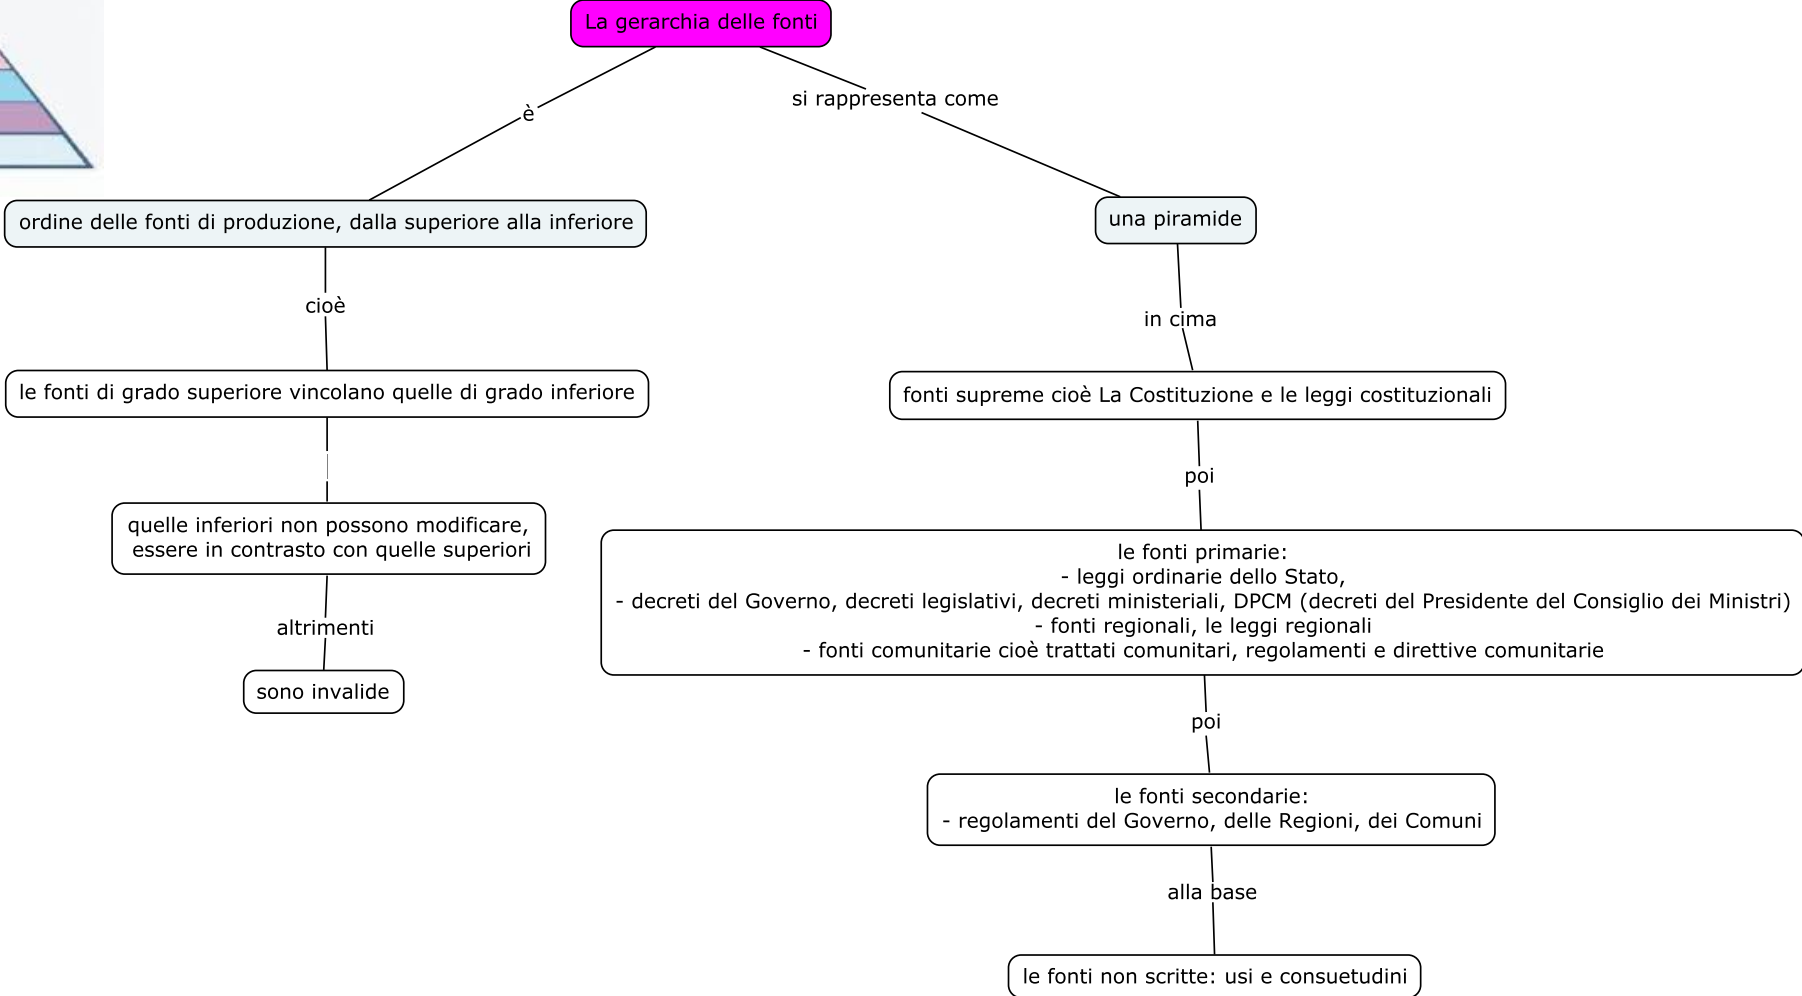 La gerarchia delle fonti
è
si rappresenta come
ordine delle fonti di produzione, dalla superiore alla inferiore
una piramide
cioè
in cima
le fonti di grado superiore vincolano quelle di grado inferiore
fonti supreme cioè La Costituzione e le leggi costituzionali
poi
quelle inferiori non possono modificare,
essere in contrasto con quelle superiori
le fonti primarie:
- leggi ordinarie dello Stato,
- decreti del Governo, decreti legislativi, decreti ministeriali, DPCM (decreti del Presidente del Consiglio dei Ministri)
- fonti regionali, le leggi regionali
- fonti comunitarie cioè trattati comunitari, regolamenti e direttive comunitarie
altrimenti
sono invalide
poi
le fonti secondarie:
- regolamenti del Governo, delle Regioni, dei Comuni
alla base
le fonti non scritte: usi e consuetudini